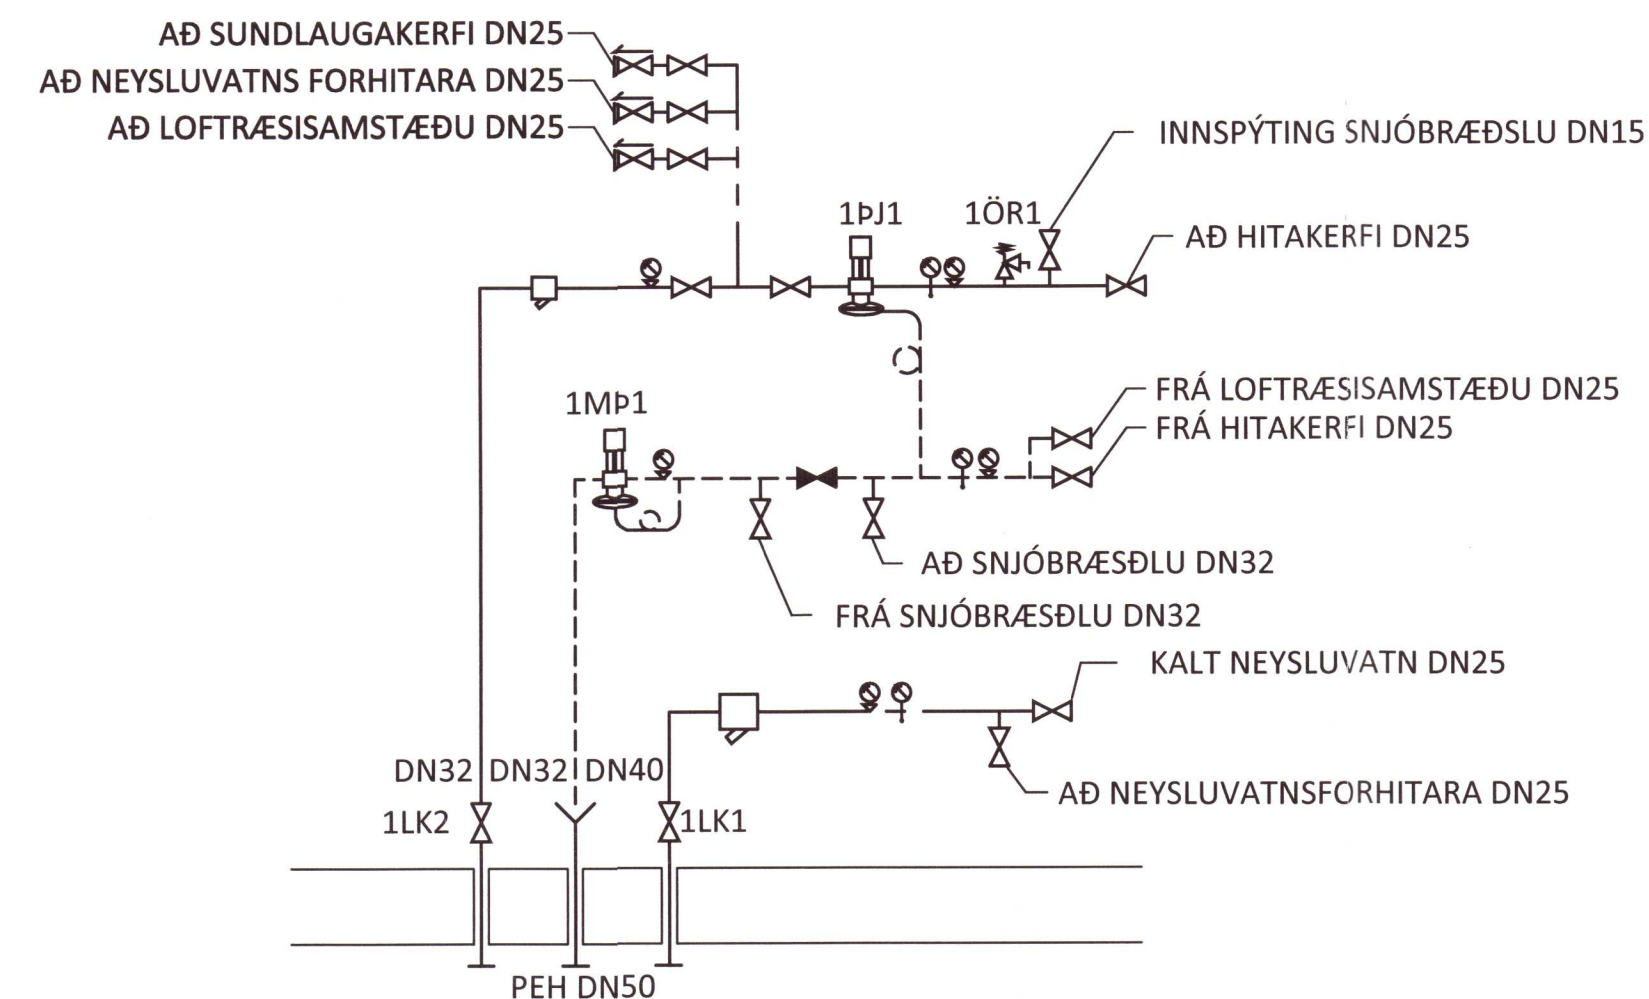 AÐ SUNDLAUGAKERFI DN25
AÐ NEYSLUVATNS FORHITARA DN25
AÐ LOFTRÆSISAMSTÆÐU DN25
INNSPÝTING SNJÓBRÆÐSLU DN15
1ÞJ1
1ÖR1
AÐ HITAKERFI DN25
1MÞ1
FRÁ LOFTRÆSISAMSTÆÐU DN25
FRÁ HITAKERFI DN25
AÐ SNJÓBRÆSÐLU DN32
FRÁ SNJÓBRÆSÐLU DN32
KALT NEYSLUVATN DN25
DN32
DN32
DN40
AÐ NEYSLUVATNSFORHITARA DN25
1LK2
1LK1
PEH DN50